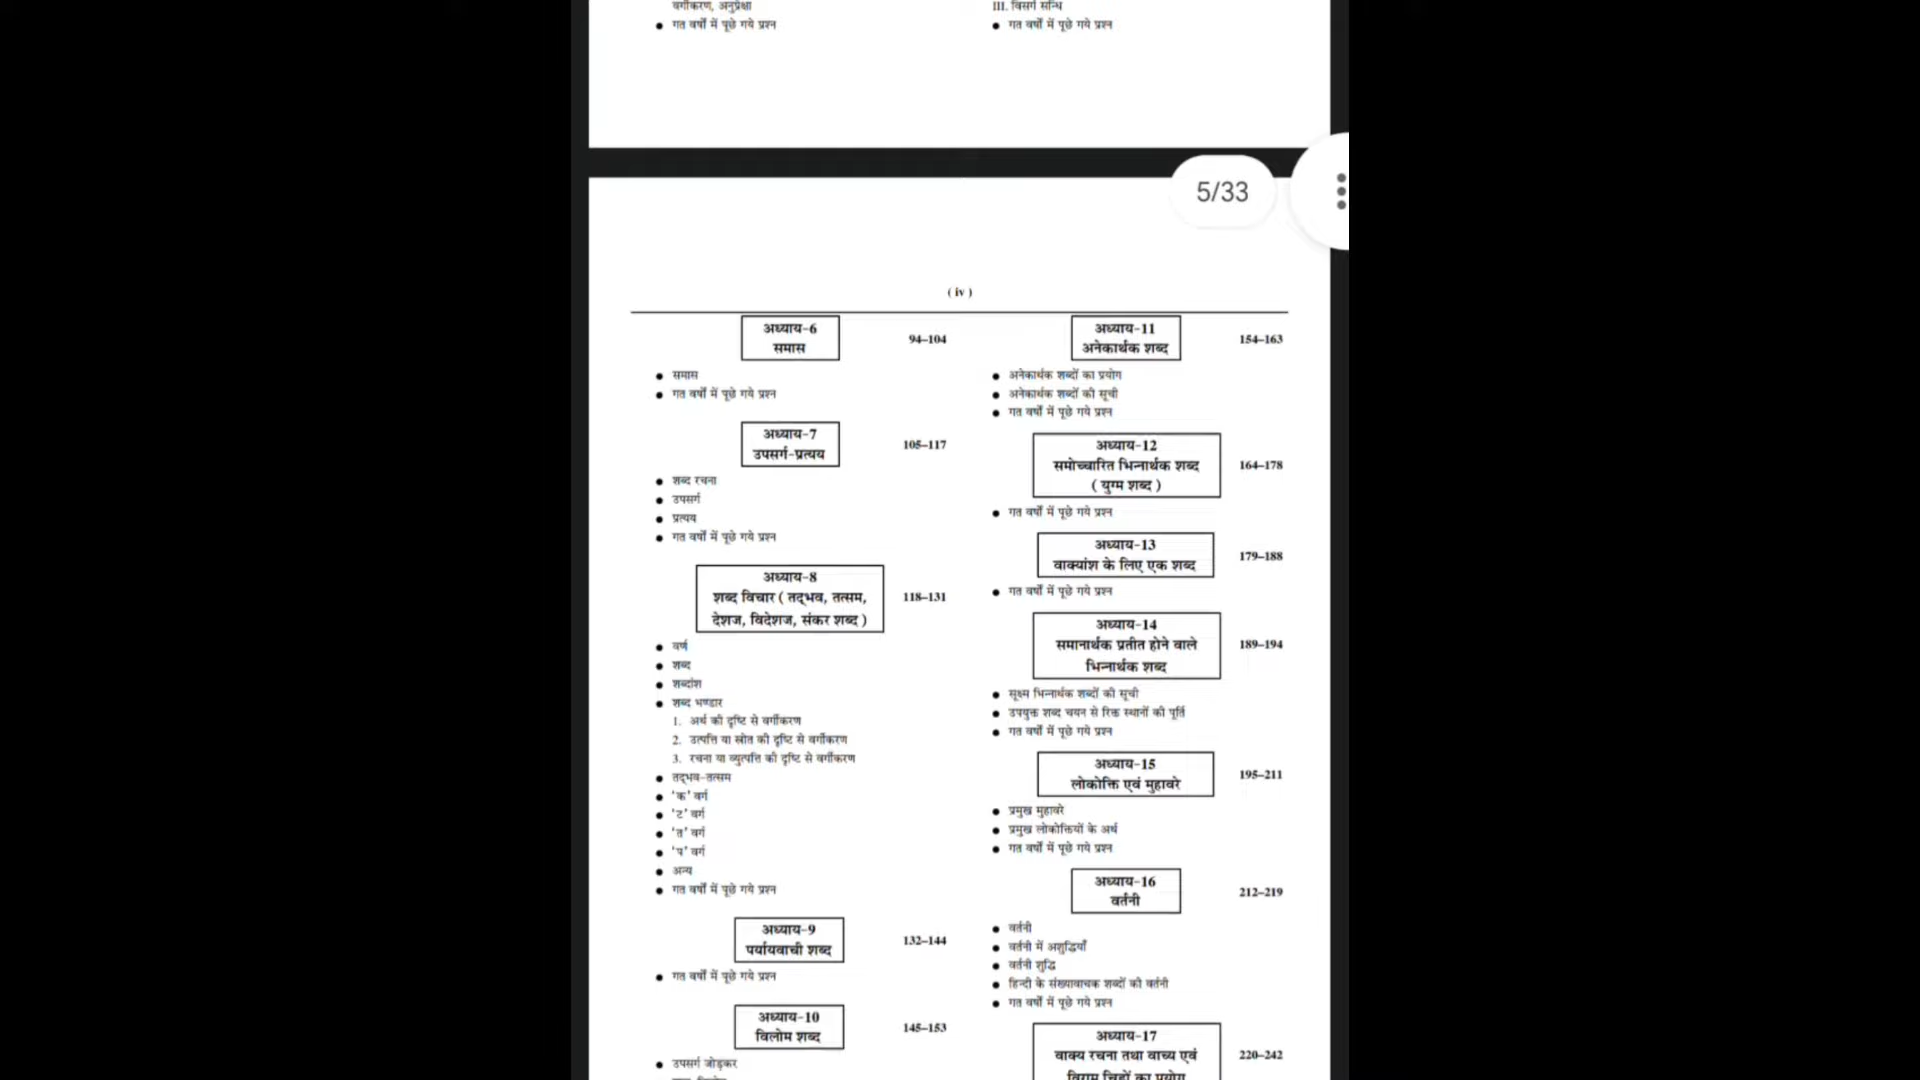 वर्गीकरण, अनुप्रेक्षा
• गत वर्षों में पूछे गये प्रश्न
III. विसर्ग सन्धि
• गत वर्षों में पूछे गये प्रश्न
5/33
( iv )
अध्याय-6
समास
94–104
• समास
• गत वर्षों में पूछे गये प्रश्न
अध्याय-7
उपसर्ग-प्रत्यय
105–117
• शब्द रचना
• उपसर्ग
• प्रत्यय
• गत वर्षों में पूछे गये प्रश्न
अध्याय-8
शब्द विचार ( तद्भव, तत्सम,
देशज, विदेशज, संकर शब्द )
118–131
• वर्ण
• शब्द
• शब्दांश
• शब्द भण्डार
1. अर्थ की दृष्टि से वर्गीकरण
2. उत्पत्ति या स्रोत की दृष्टि से वर्गीकरण
3. रचना या व्युत्पत्ति की दृष्टि से वर्गीकरण
• तद्भव-तत्सम
• 'क' वर्ग
• 'ट' वर्ग
• 'त' वर्ग
• 'प' वर्ग
• अन्य
• गत वर्षों में पूछे गये प्रश्न
अध्याय-9
पर्यायवाची शब्द
132–144
• गत वर्षों में पूछे गये प्रश्न
अध्याय-10
विलोम शब्द
145–153
• उपसर्ग जोड़कर
अध्याय-11
अनेकार्थक शब्द
154–163
• अनेकार्थक शब्दों का प्रयोग
• अनेकार्थक शब्दों की सूची
• गत वर्षों में पूछे गये प्रश्न
अध्याय-12
समोच्चारित भिन्नार्थक शब्द
( युग्म शब्द )
164–178
• गत वर्षों में पूछे गये प्रश्न
अध्याय-13
वाक्यांश के लिए एक शब्द
179–188
• गत वर्षों में पूछे गये प्रश्न
अध्याय-14
समानार्थक प्रतीत होने वाले
भिन्नार्थक शब्द
189–194
• सूक्ष्म भिन्नार्थक शब्दों की सूची
• उपयुक्त शब्द चयन से रिक्त स्थानों की पूर्ति
• गत वर्षों में पूछे गये प्रश्न
अध्याय-15
लोकोक्ति एवं मुहावरे
195–211
• प्रमुख मुहावरे
• प्रमुख लोकोक्तियों के अर्थ
• गत वर्षों में पूछे गये प्रश्न
अध्याय-16
वर्तनी
212–219
• वर्तनी
• वर्तनी में अशुद्धियाँ
• वर्तनी शुद्धि
• हिन्दी के संख्यावाचक शब्दों की वर्तनी
• गत वर्षों में पूछे गये प्रश्न
अध्याय-17
वाक्य रचना तथा वाच्य एवं
विराम चिह्नों का प्रयोग
220–242